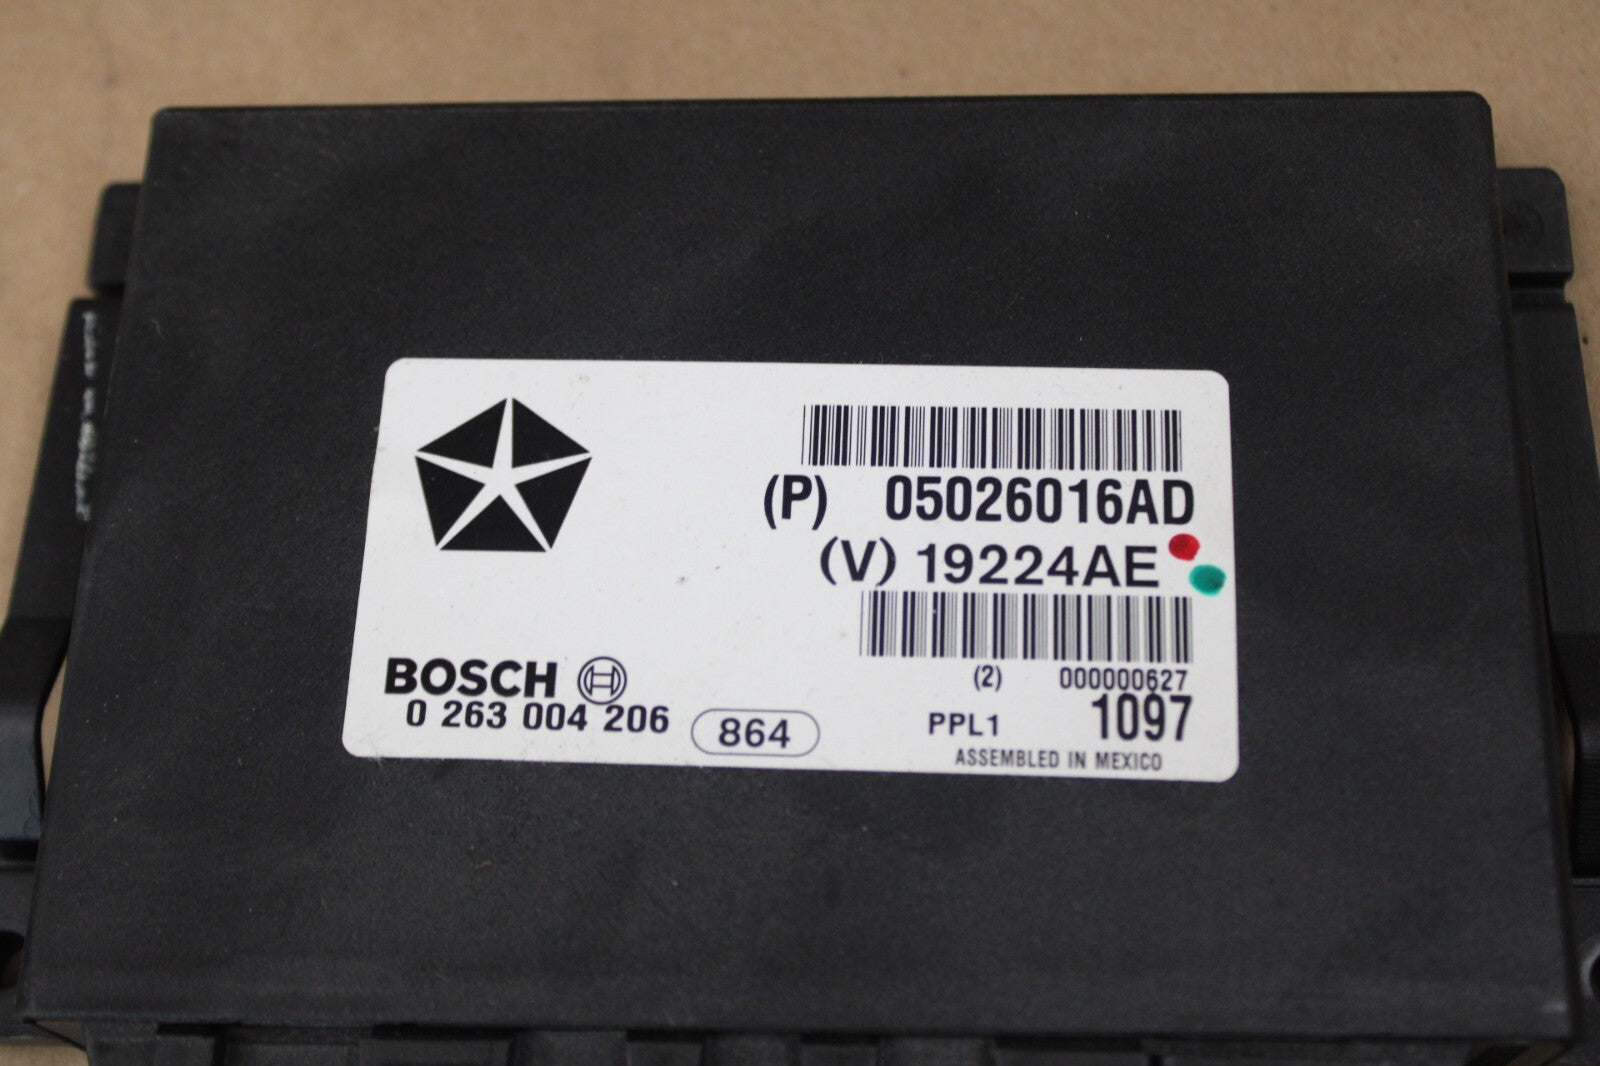 (P) 05026016AD
(V) 19224AE
BOSCH
0 263 004 206
864
(2) 000000627
PPL1 1097
ASSEMBLED IN MEXICO